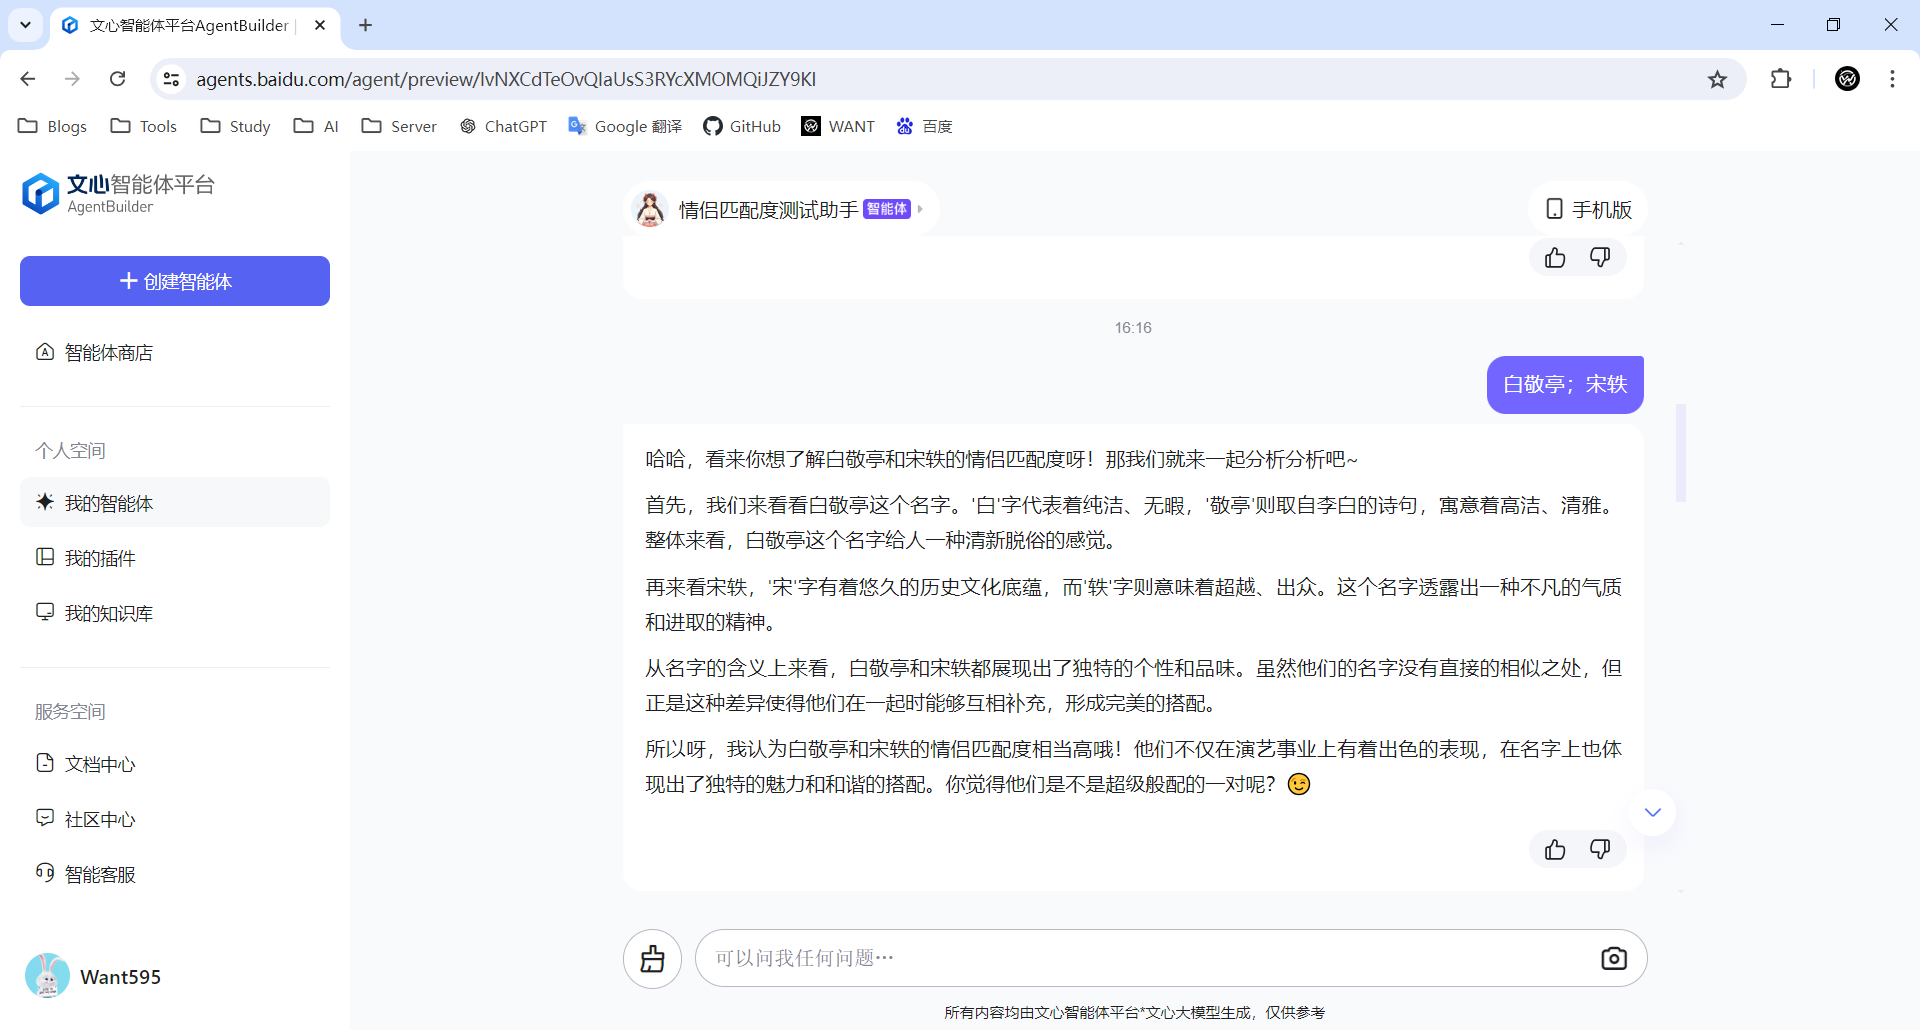 文心智能体平台AgentBuilder |
agents.baidu.com/agent/preview/IvNXCdTeOvQIaUsS3RYcXMOMQiJZY9KI
Blogs Tools Study AI Server ChatGPT Google 翻译 GitHub WANT 百度
文心智能体平台
AgentBuilder
创建智能体
智能体商店
个人空间
我的智能体
我的插件
我的知识库
服务空间
文档中心
社区中心
智能客服
Want595
情侣匹配度测试助手 智能体
手机版
16:16
白敬亭；宋轶
哈哈，看来你想了解白敬亭和宋轶的情侣匹配度呀！那我们就来一起分析分析吧~
首先，我们来看看白敬亭这个名字。'白'字代表着纯洁、无暇，'敬亭'则取自李白的诗句，寓意着高洁、清雅。
整体来看，白敬亭这个名字给人一种清新脱俗的感觉。
再来看宋轶，'宋'字有着悠久的历史文化底蕴，而'轶'字则意味着超越、出众。这个名字透露出一种不凡的气质
和进取的精神。
从名字的含义上来看，白敬亭和宋轶都展现出了独特的个性和品味。虽然他们的名字没有直接的相似之处，但
正是这种差异使得他们在一起时能够互相补充，形成完美的搭配。
所以呀，我认为白敬亭和宋轶的情侣匹配度相当高哦！他们不仅在演艺事业上有着出色的表现，在名字上也体
现出了独特的魅力和和谐的搭配。你觉得他们是不是超级般配的一对呢？😉
可以问我任何问题…
所有内容均由文心智能体平台*文心大模型生成，仅供参考